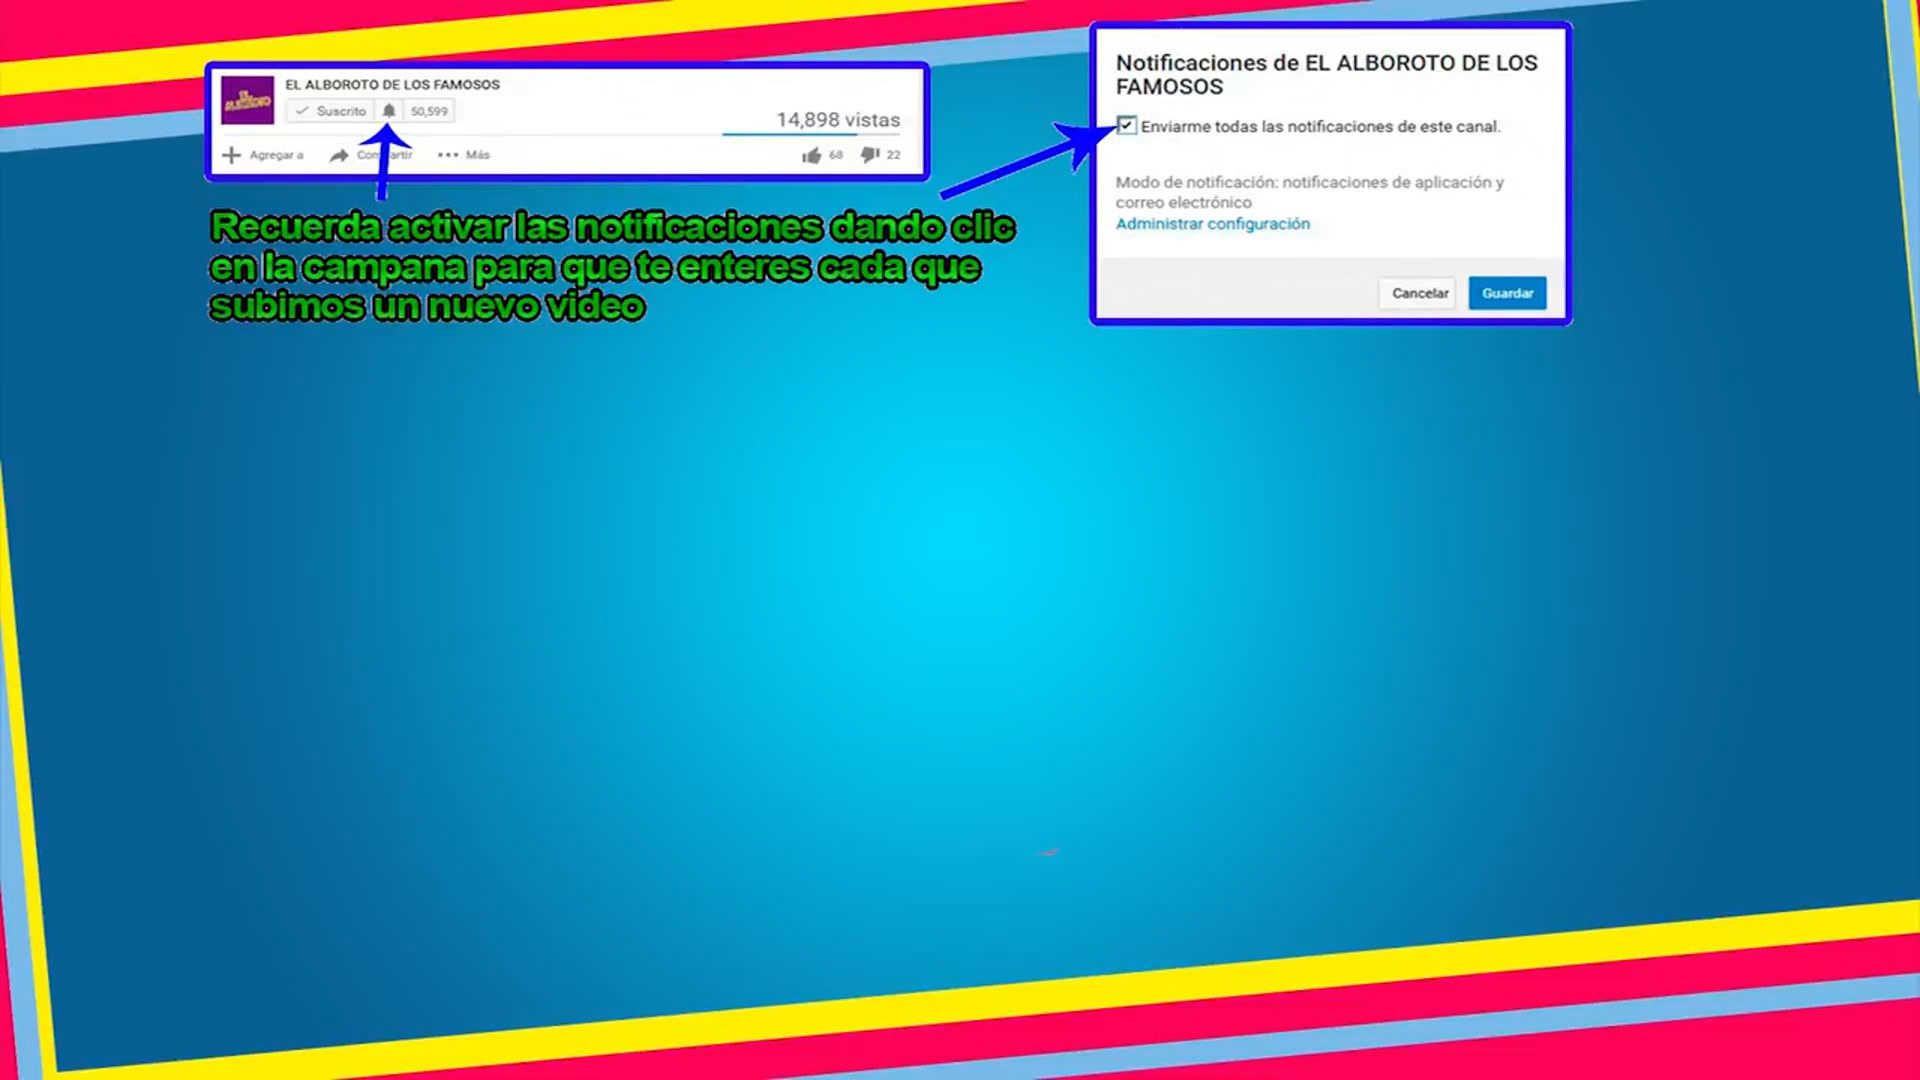 EL ALBOROTO DE LOS FAMOSOS
Suscrito 50,599
14,898 vistas
Agregar a Compartir Más 68 22
Recuerda activar las notificaciones dando clic
en la campana para que te enteres cada que
subimos un nuevo video
Notificaciones de EL ALBOROTO DE LOS
FAMOSOS
Enviarme todas las notificaciones de este canal.
Modo de notificación: notificaciones de aplicación y
correo electrónico
Administrar configuración
Cancelar Guardar